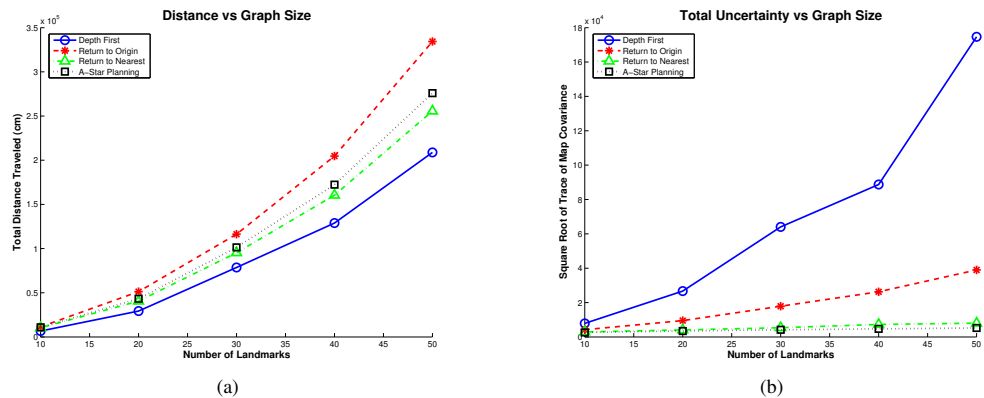 Distance vs Graph Size
x 10⁵
3.5
3
2.5
2
1.5
1
0.5
0
10
15
20
25
30
35
40
45
50
Total Distance Traveled (cm)
Number of Landmarks
Depth First
Return to Origin
Return to Nearest
A-Star Planning
(a)
Total Uncertainty vs Graph Size
x 10⁴
18
16
14
12
10
8
6
4
2
0
10
15
20
25
30
35
40
45
50
Square Root of Trace of Map Covariance
Number of Landmarks
Depth First
Return to Origin
Return to Nearest
A-Star Planning
(b)